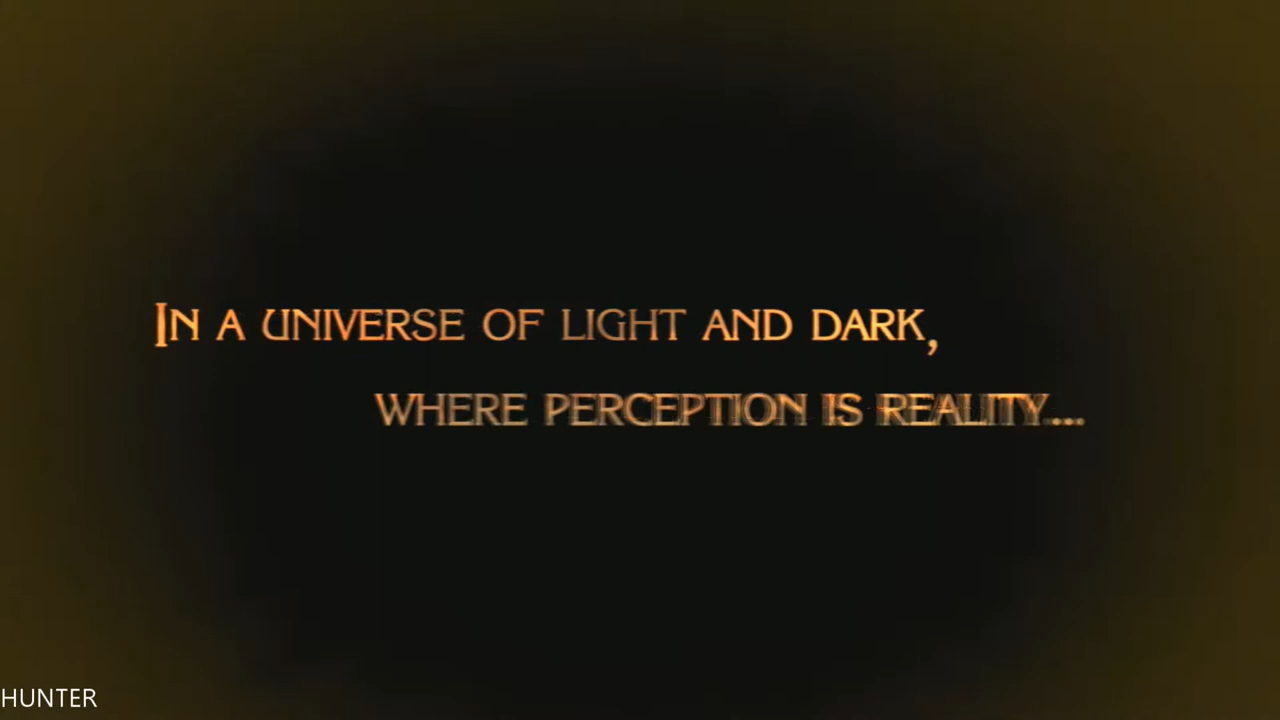 In a universe of light and dark,
where perception is reality....
HUNTER